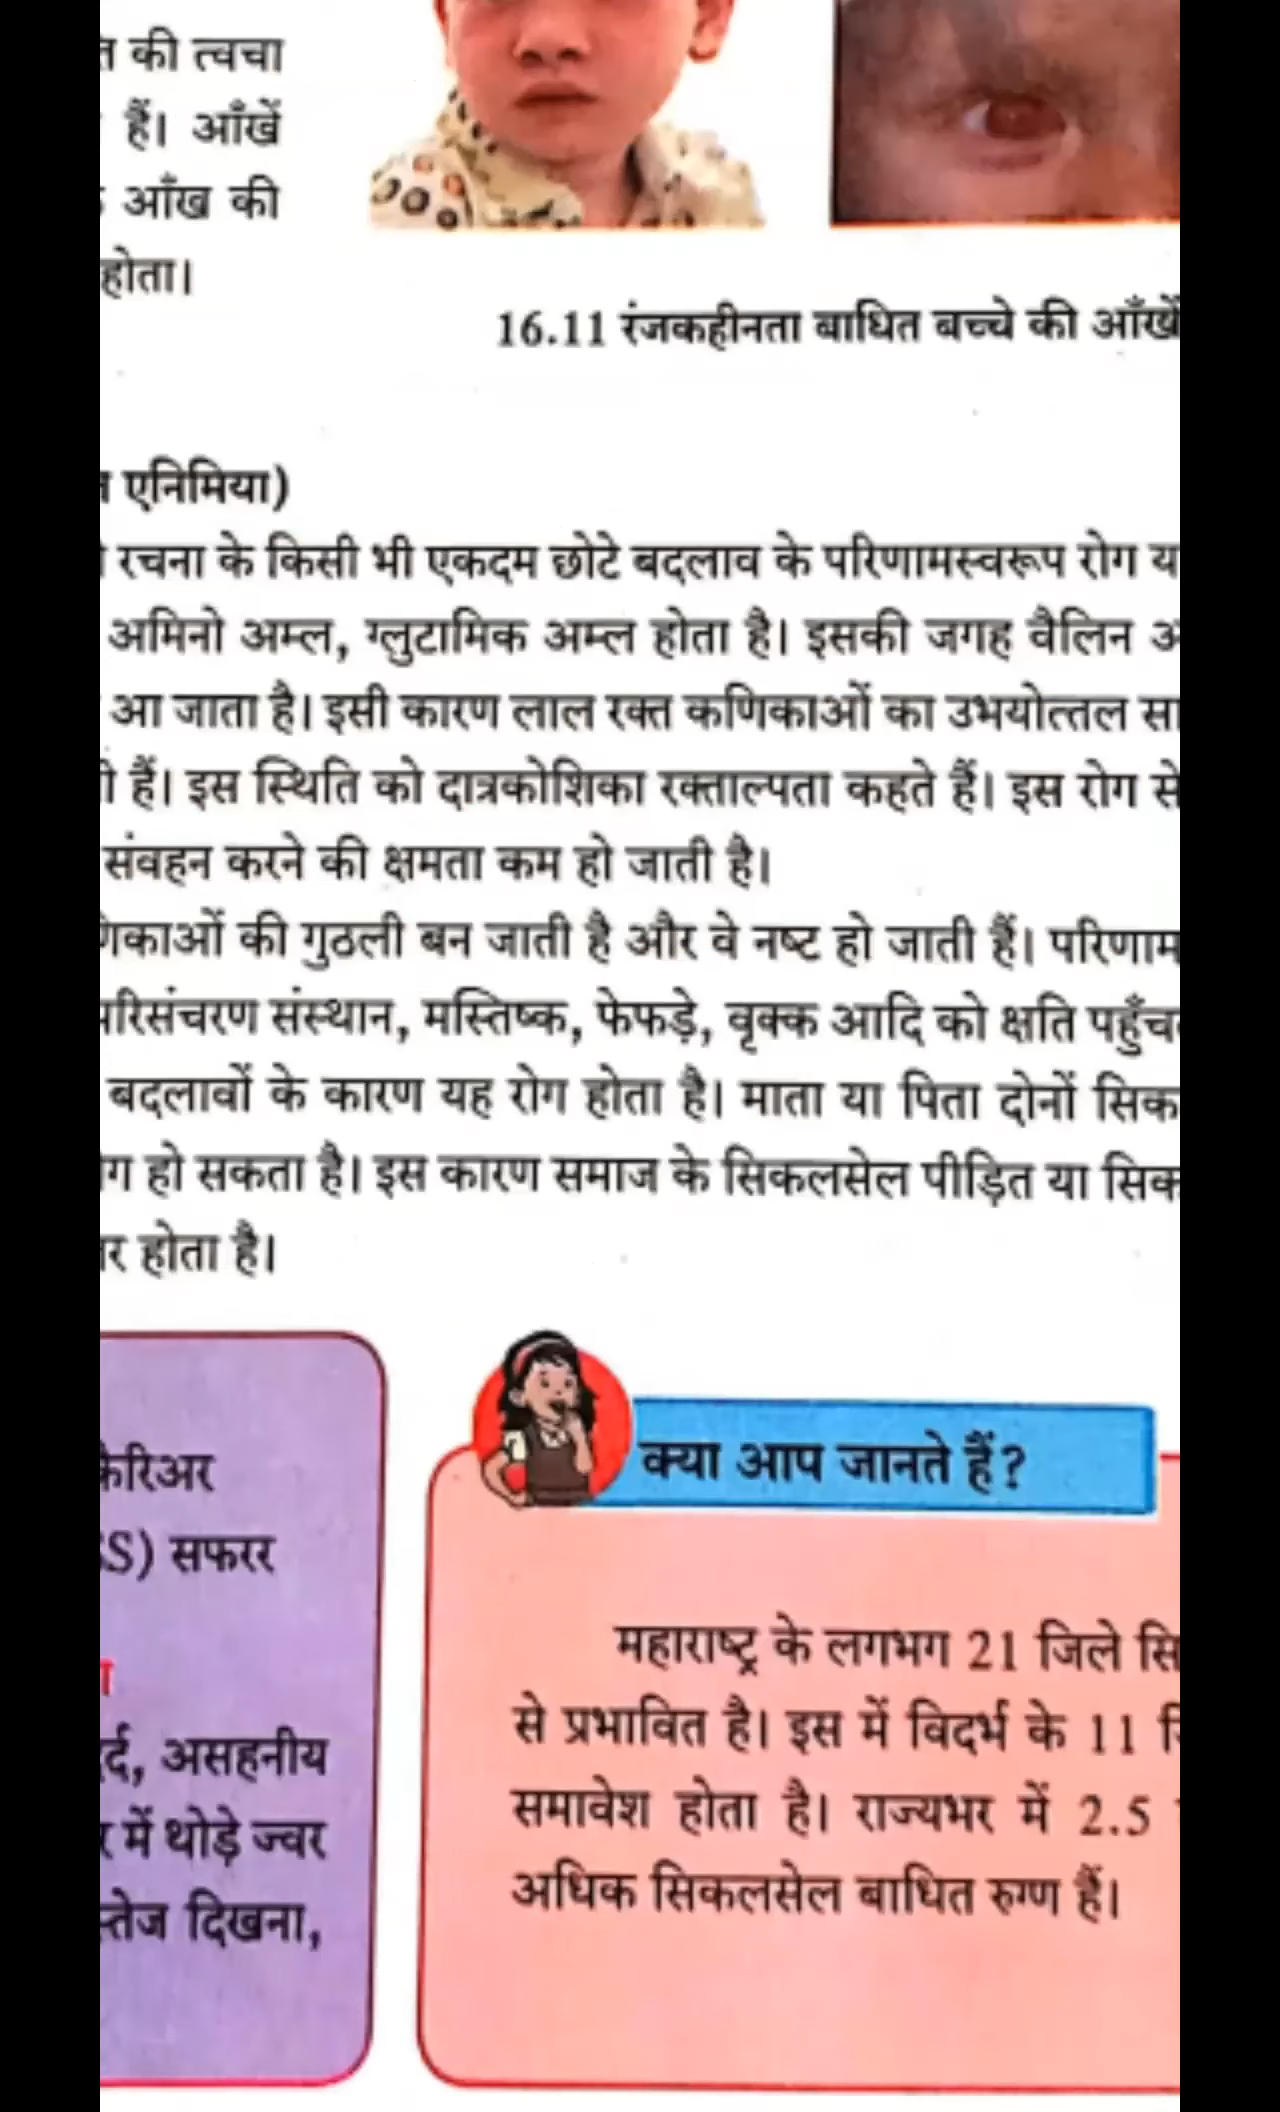 की त्वचा
हैं। आँखें
आँख की
होता।
16.11 रंजकहीनता बाधित बच्चे की आँखें
एनिमिया)
रचना के किसी भी एकदम छोटे बदलाव के परिणामस्वरूप रोग
अमिनो अम्ल, ग्लुटामिक अम्ल होता है। इसकी जगह वैलिन
आ जाता है। इसी कारण लाल रक्त कणिकाओं का उभयोत्तल
हैं। इस स्थिति को दात्रकोशिका रक्ताल्पता कहते हैं। इस रोग से
संवहन करने की क्षमता कम हो जाती है।
की गुठली बन जाती है और वे नष्ट हो जाती हैं। परिणाम
परिसंचरण संस्थान, मस्तिष्क, फेफड़े, वृक्क आदि को क्षति
बदलावों के कारण यह रोग होता है। माता या पिता दोनों
हो सकता है। इस कारण समाज के सिकलसेल पीड़ित या
होता है।
कैरिअर
सफरर
असहनीय
में थोड़े ज्वर
दिखना,
क्या आप जानते हैं?
महाराष्ट्र के लगभग 21 जिले
से प्रभावित है। इस में विदर्भ के 11
समावेश होता है। राज्यभर में 2.5
अधिक सिकलसेल बाधित रुग्ण हैं।